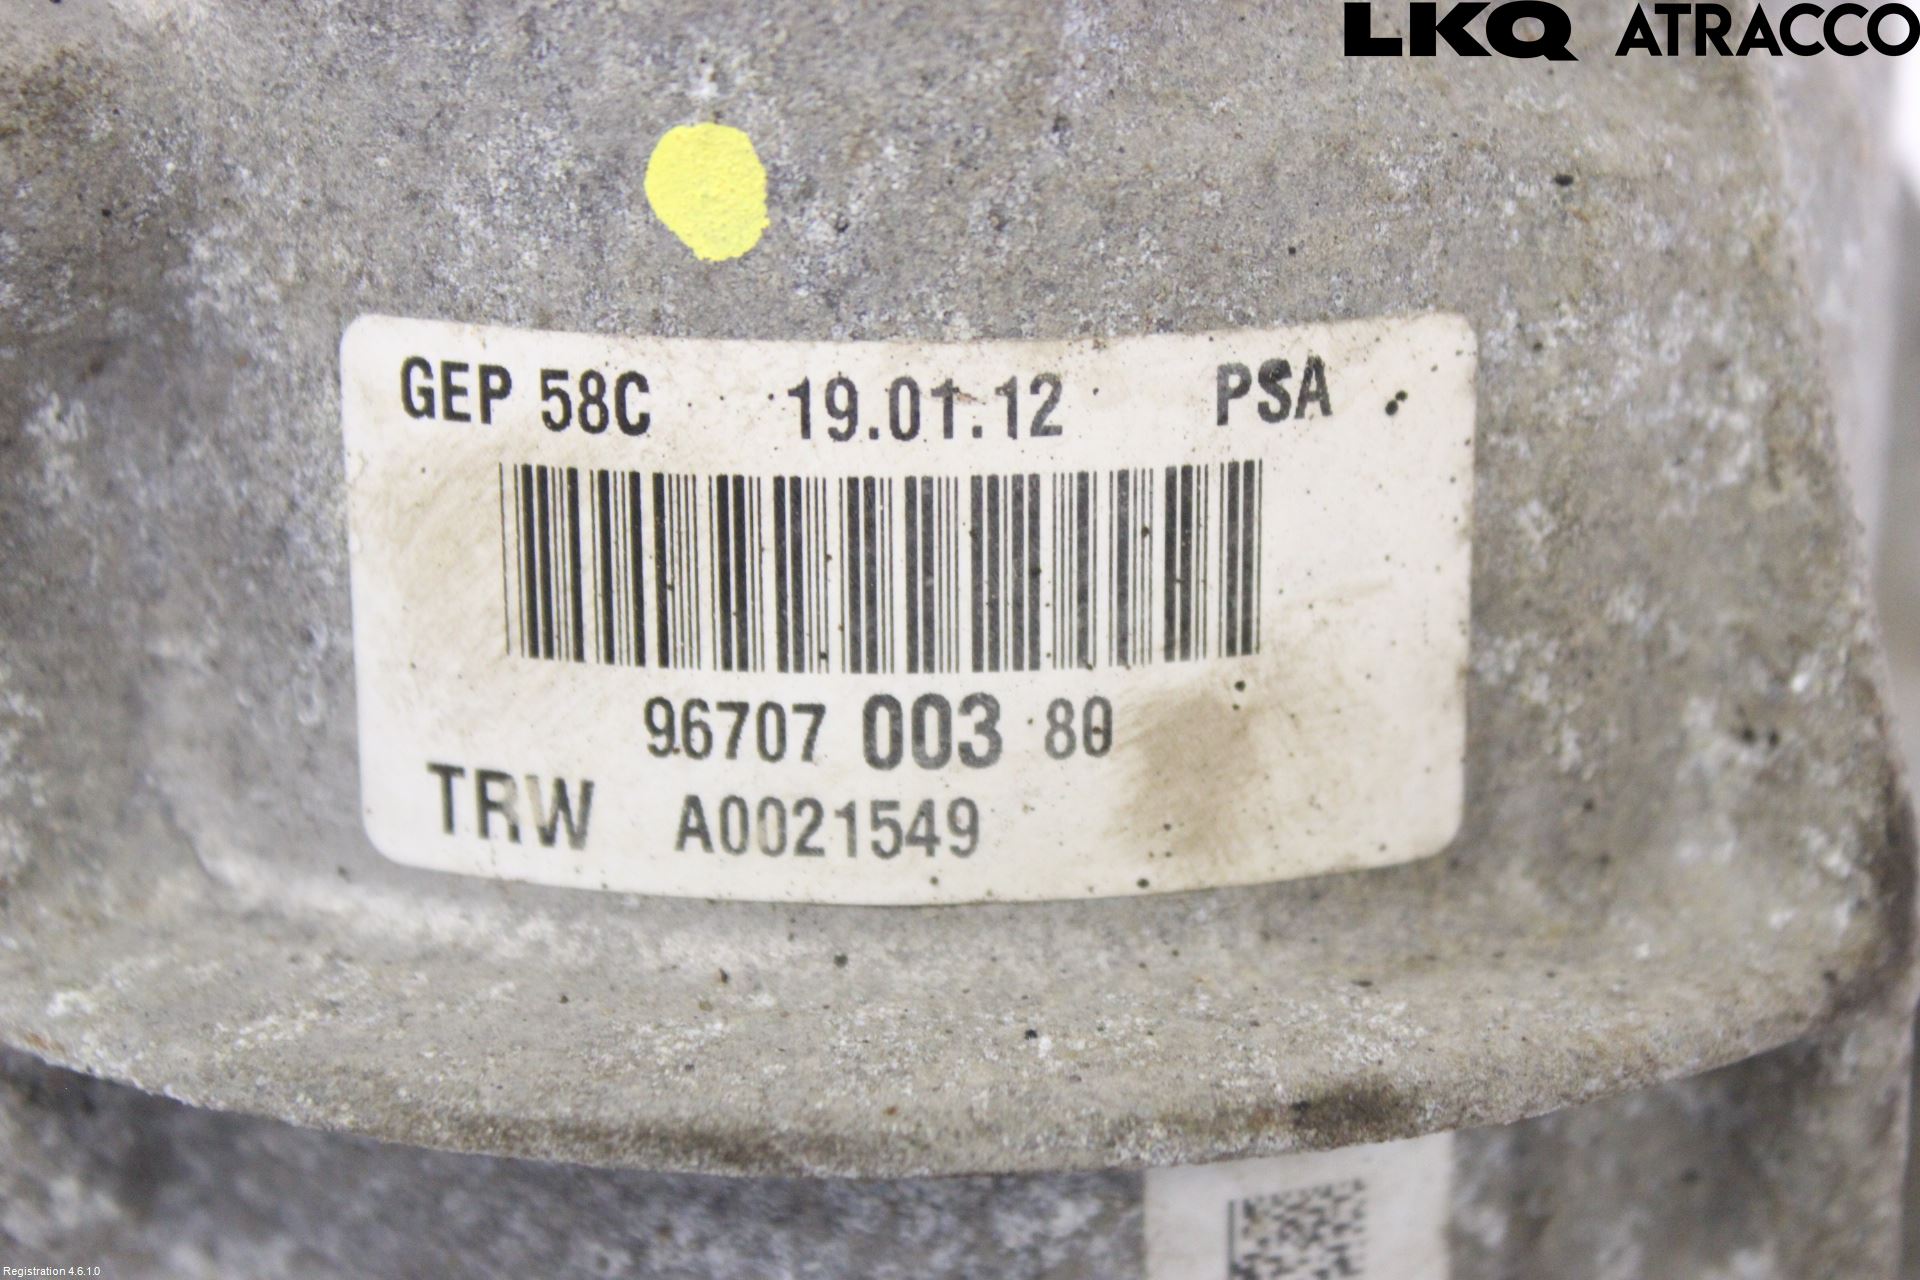 LKQ ATRACCO
GEP 58C 19.01.12 PSA
96707 003 80
TRW A0021549
Registration 4.6.1.0